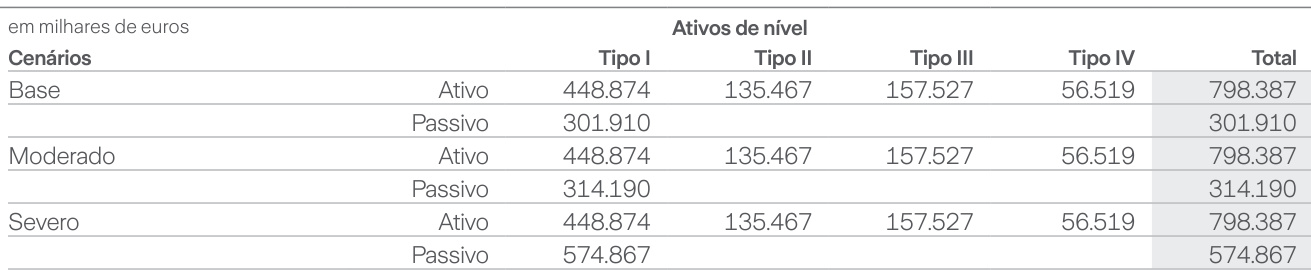 em milhares de euros Ativos de nível
Cenários Tipo I Tipo II Tipo III Tipo IV Total
Base Ativo 448.874 135.467 157.527 56.519 798.387
Passivo 301.910 301.910
Moderado Ativo 448.874 135.467 157.527 56.519 798.387
Passivo 314.190 314.190
Severo Ativo 448.874 135.467 157.527 56.519 798.387
Passivo 574.867 574.867